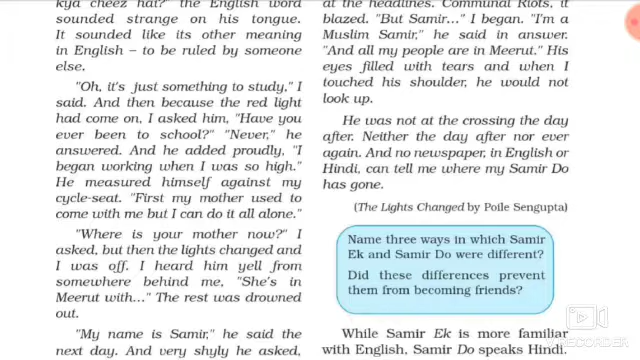 kya cheez hai?" the English word
sounded strange on his tongue.
It sounded like its other meaning
in English – to be ruled by someone
else.
"Oh, it's just something to study," I
said. And then because the red light
had come on, I asked him, "Have you
ever been to school?" "Never," he
answered. And he added proudly, "I
began working when I was so high."
He measured himself against my
cycle-seat. "First my mother used to
come with me but I can do it all alone."
"Where is your mother now?" I
asked, but then the lights changed and
I was off. I heard him yell from
somewhere behind me, "She's in
Meerut with..." The rest was drowned
out.
"My name is Samir," he said the
next day. And very shyly he asked,
at the headlines. Communal Riots, it
blazed. "But Samir..." I began. "I'm a
Muslim Samir," he said in answer.
"And all my people are in Meerut." His
eyes filled with tears and when I
touched his shoulder, he would not
look up.
He was not at the crossing the day
after. Neither the day after nor ever
again. And no newspaper, in English or
Hindi, can tell me where my Samir Do
has gone.
(The Lights Changed by Poile Sengupta)
Name three ways in which Samir
Ek and Samir Do were different?
Did these differences prevent
them from becoming friends?
While Samir Ek is more familiar
with English, Samir Do speaks Hindi.